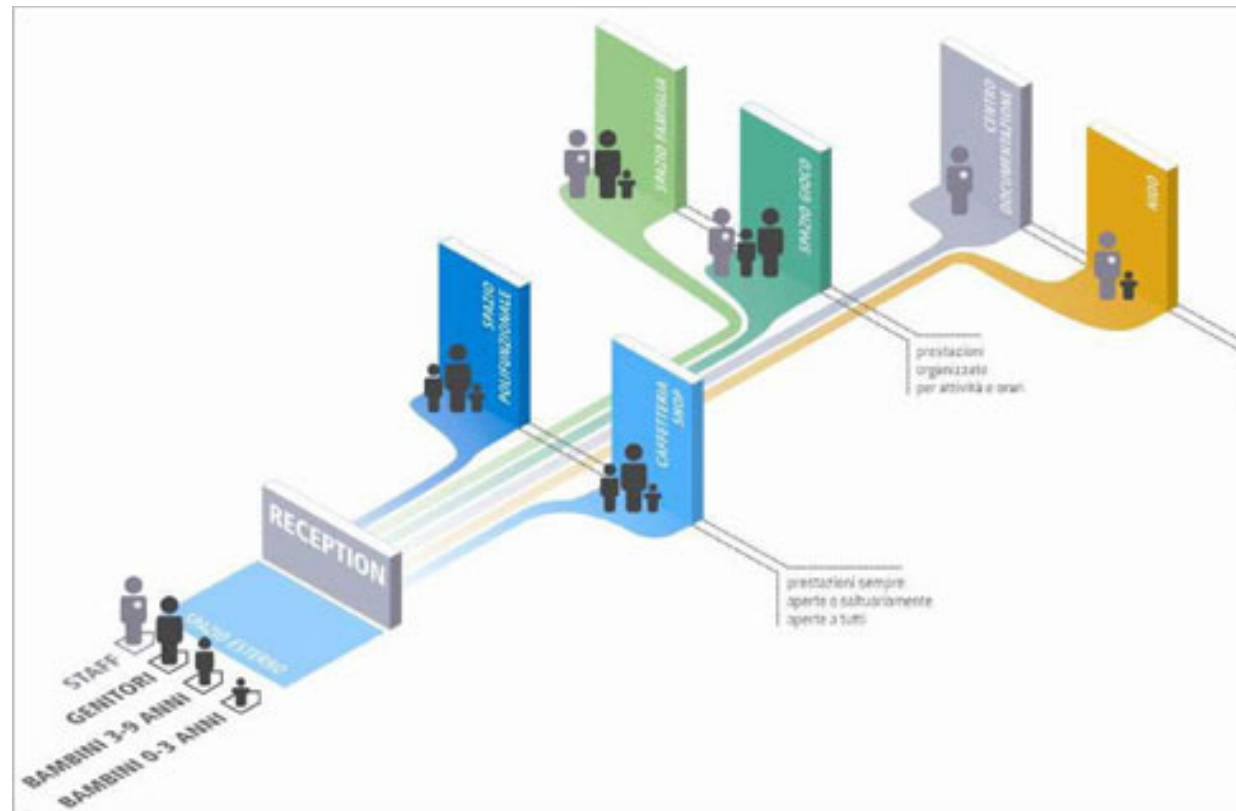 SPAZIO FAMIGLIA
SPAZIO GIOCO
CENTRO
DOCUMENTAZIONE
NIDO
SPAZIO
POLIFUNZIONALE
CAFFETTERIA
SHOP
prestazioni
organizzate
per attività e orari
RECEPTION
prestazioni sempre
aperte o saltuariamente
aperte a tutti
SPAZIO ESTERNO
STAFF
GENITORI
BAMBINI 3-9 ANNI
BAMBINI 0-3 ANNI